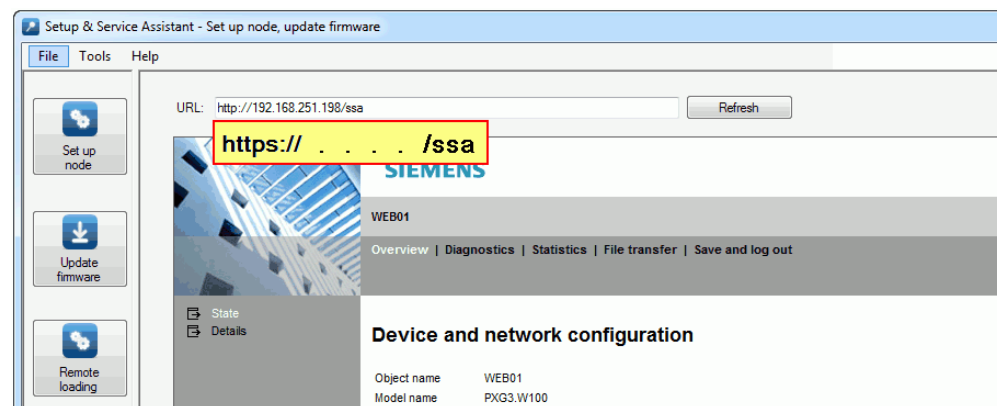 Setup & Service Assistant - Set up node, update firmware
File Tools Help
URL: http://192.168.251.198/ssa Refresh
https:// . . . . /ssa
Set up
node
SIEMENS
WEB01
Overview | Diagnostics | Statistics | File transfer | Save and log out
Update
firmware
State
Details
Device and network configuration
Remote
loading
Object name WEB01
Model name PXG3.W100